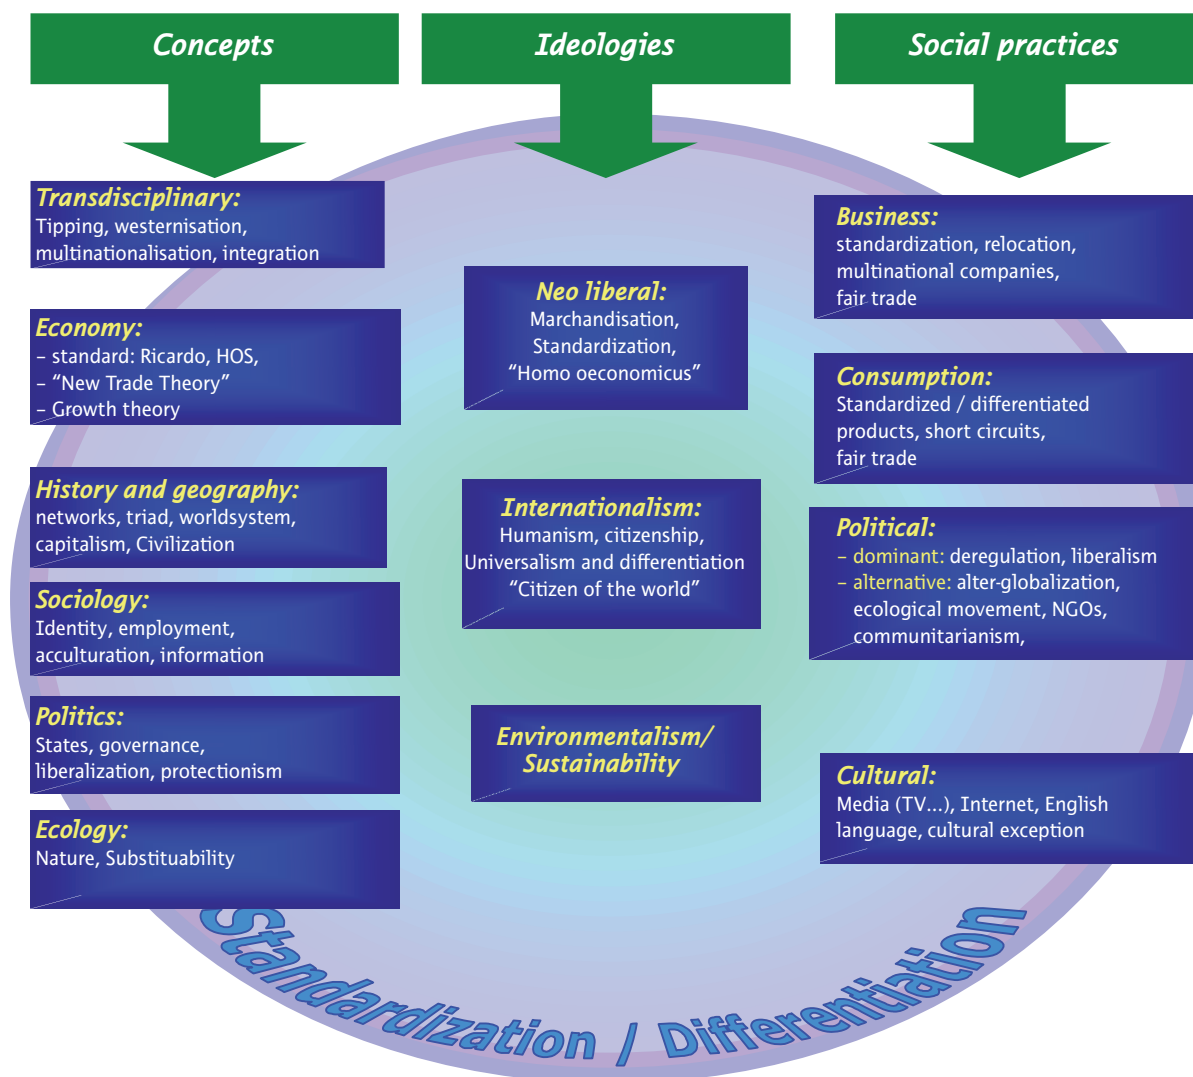 Concepts
Transdisciplinary:
Tipping, westernisation,
multinationalisation, integration
Economy:
– standard: Ricardo, HOS,
– “New Trade Theory”
– Growth theory
History and geography:
networks, triad, worldsystem,
capitalism, Civilization
Sociology:
Identity, employment,
acculturation, information
Politics:
States, governance,
liberalization, protectionism
Ecology:
Nature, Substituability
Ideologies
Neo liberal:
Marchandisation,
Standardization,
“Homo oeconomicus”
Internationalism:
Humanism, citizenship,
Universalism and differentiation
“Citizen of the world”
Environmentalism/
Sustainability
Social practices
Business:
standardization, relocation,
multinational companies,
fair trade
Consumption:
Standardized / differentiated
products, short circuits,
fair trade
Political:
– dominant: deregulation, liberalism
– alternative: alter-globalization,
ecological movement, NGOs,
communitarianism,
Cultural:
Media (TV...), Internet, English
language, cultural exception
Standardization / Differentiation